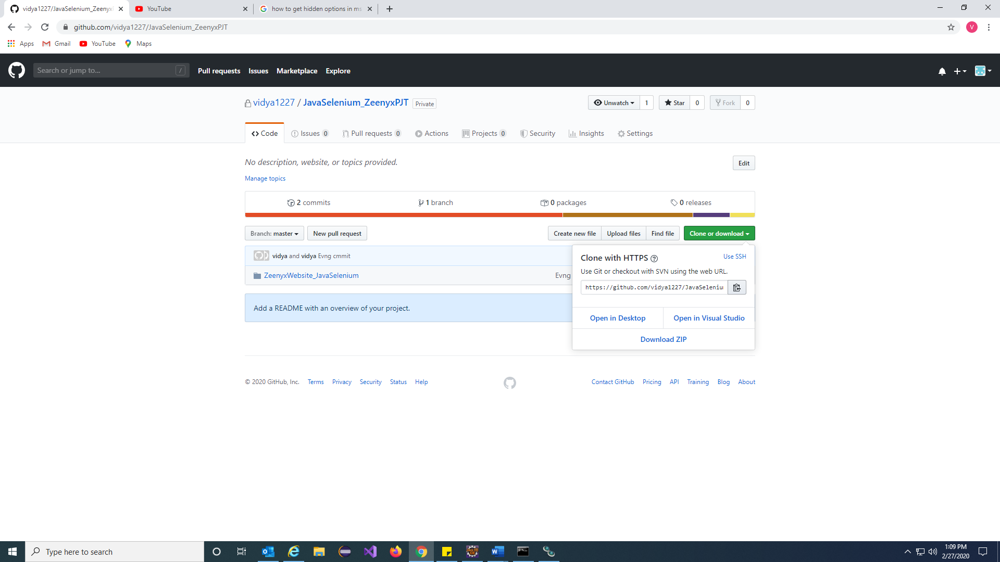 vidya1227/JavaSelenium_Zeenyx
YouTube
how to get hidden options in ms
github.com/vidya1227/JavaSelenium_ZeenyxPJT
V
Apps
Gmail
YouTube
Maps
Search or jump to...
/
Pull requests
Issues
Marketplace
Explore
vidya1227 / JavaSelenium_ZeenyxPJT
Private
Unwatch
1
Star
0
Fork
0
Code
Issues 0
Pull requests 0
Actions
Projects 0
Security
Insights
Settings
No description, website, or topics provided.
Edit
Manage topics
2 commits
1 branch
0 packages
0 releases
Branch: master
New pull request
Create new file
Upload files
Find file
Clone or download
vidya and vidya Evng cmmit
ZeenyxWebsite_JavaSelenium
Evng
Add a README with an overview of your project.
Clone with HTTPS
Use SSH
Use Git or checkout with SVN using the web URL.
https://github.com/vidya1227/JavaSeleniu
Open in Desktop
Open in Visual Studio
Download ZIP
© 2020 GitHub, Inc.
Terms
Privacy
Security
Status
Help
Contact GitHub
Pricing
API
Training
Blog
About
Type here to search
1:09 PM
2/27/2020